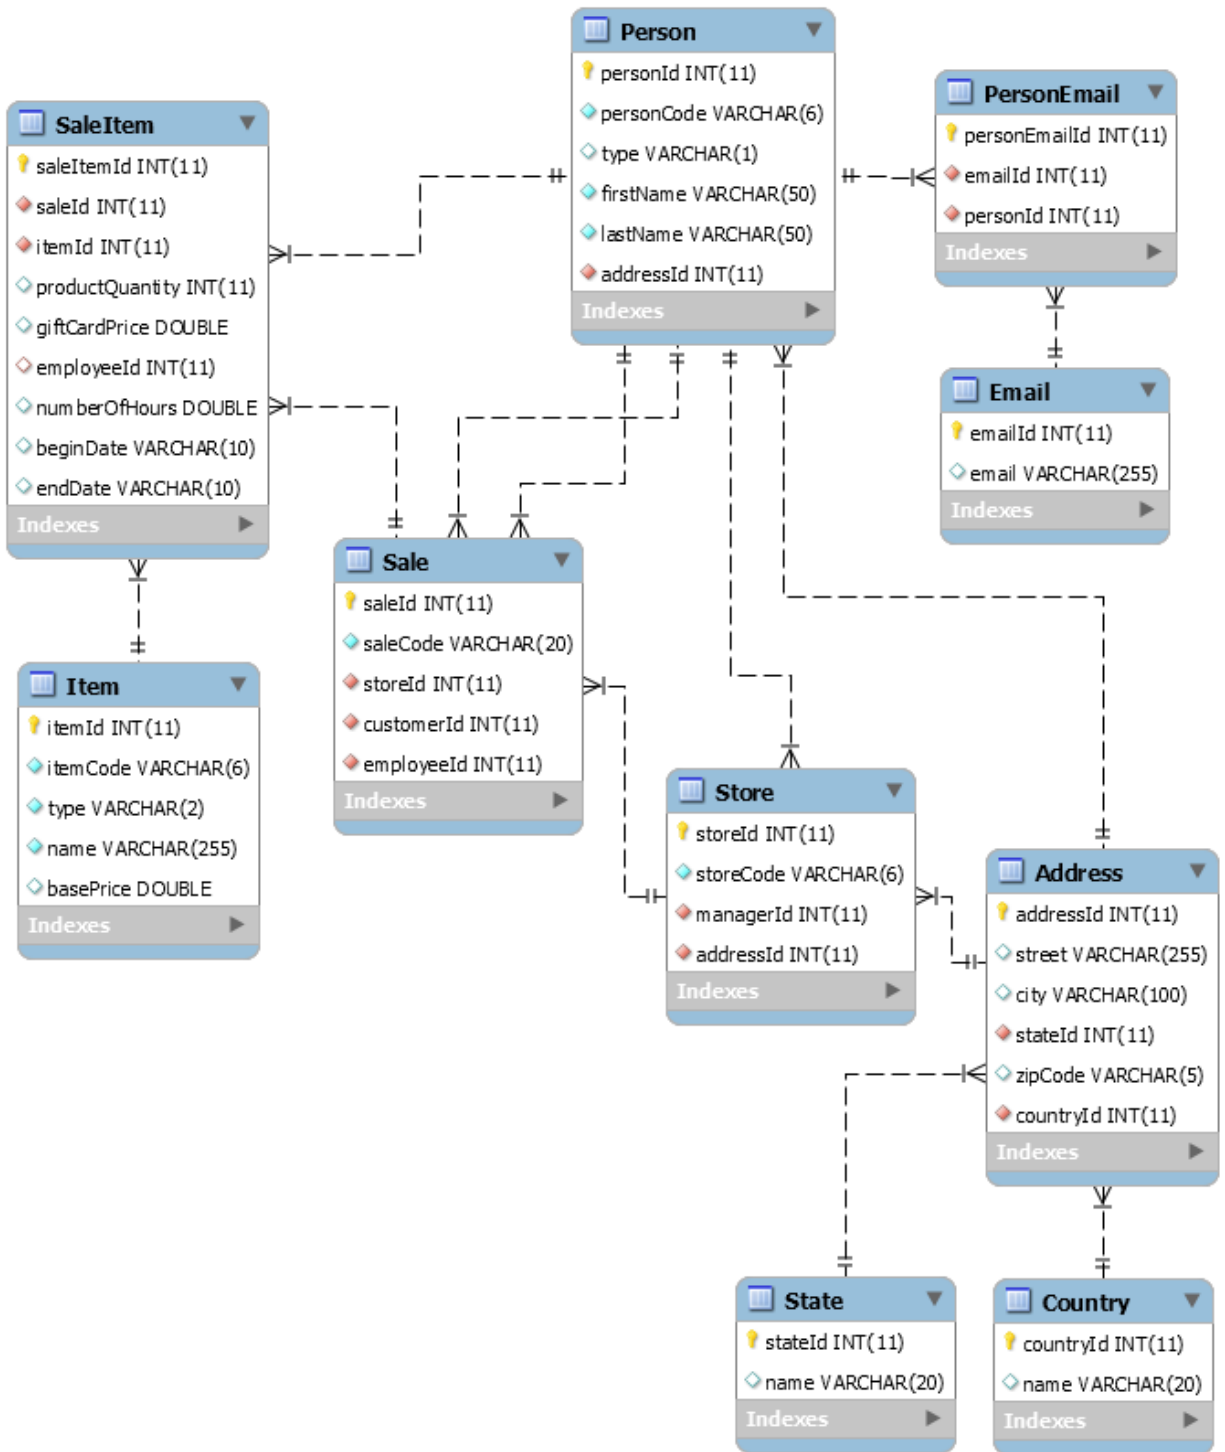 Person
personId INT(11)
personCode VARCHAR(6)
type VARCHAR(1)
firstName VARCHAR(50)
lastName VARCHAR(50)
addressId INT(11)
Indexes
PersonEmail
personEmailId INT(11)
emailId INT(11)
personId INT(11)
Indexes
SaleItem
saleItemId INT(11)
saleId INT(11)
itemId INT(11)
productQuantity INT(11)
giftCardPrice DOUBLE
employeeId INT(11)
numberOfHours DOUBLE
beginDate VARCHAR(10)
endDate VARCHAR(10)
Indexes
Email
emailId INT(11)
email VARCHAR(255)
Indexes
Sale
saleId INT(11)
saleCode VARCHAR(20)
storeId INT(11)
customerId INT(11)
employeeId INT(11)
Indexes
Item
itemId INT(11)
itemCode VARCHAR(6)
type VARCHAR(2)
name VARCHAR(255)
basePrice DOUBLE
Indexes
Store
storeId INT(11)
storeCode VARCHAR(6)
managerId INT(11)
addressId INT(11)
Indexes
Address
addressId INT(11)
street VARCHAR(255)
city VARCHAR(100)
stateId INT(11)
zipCode VARCHAR(5)
countryId INT(11)
Indexes
State
stateId INT(11)
name VARCHAR(20)
Indexes
Country
countryId INT(11)
name VARCHAR(20)
Indexes